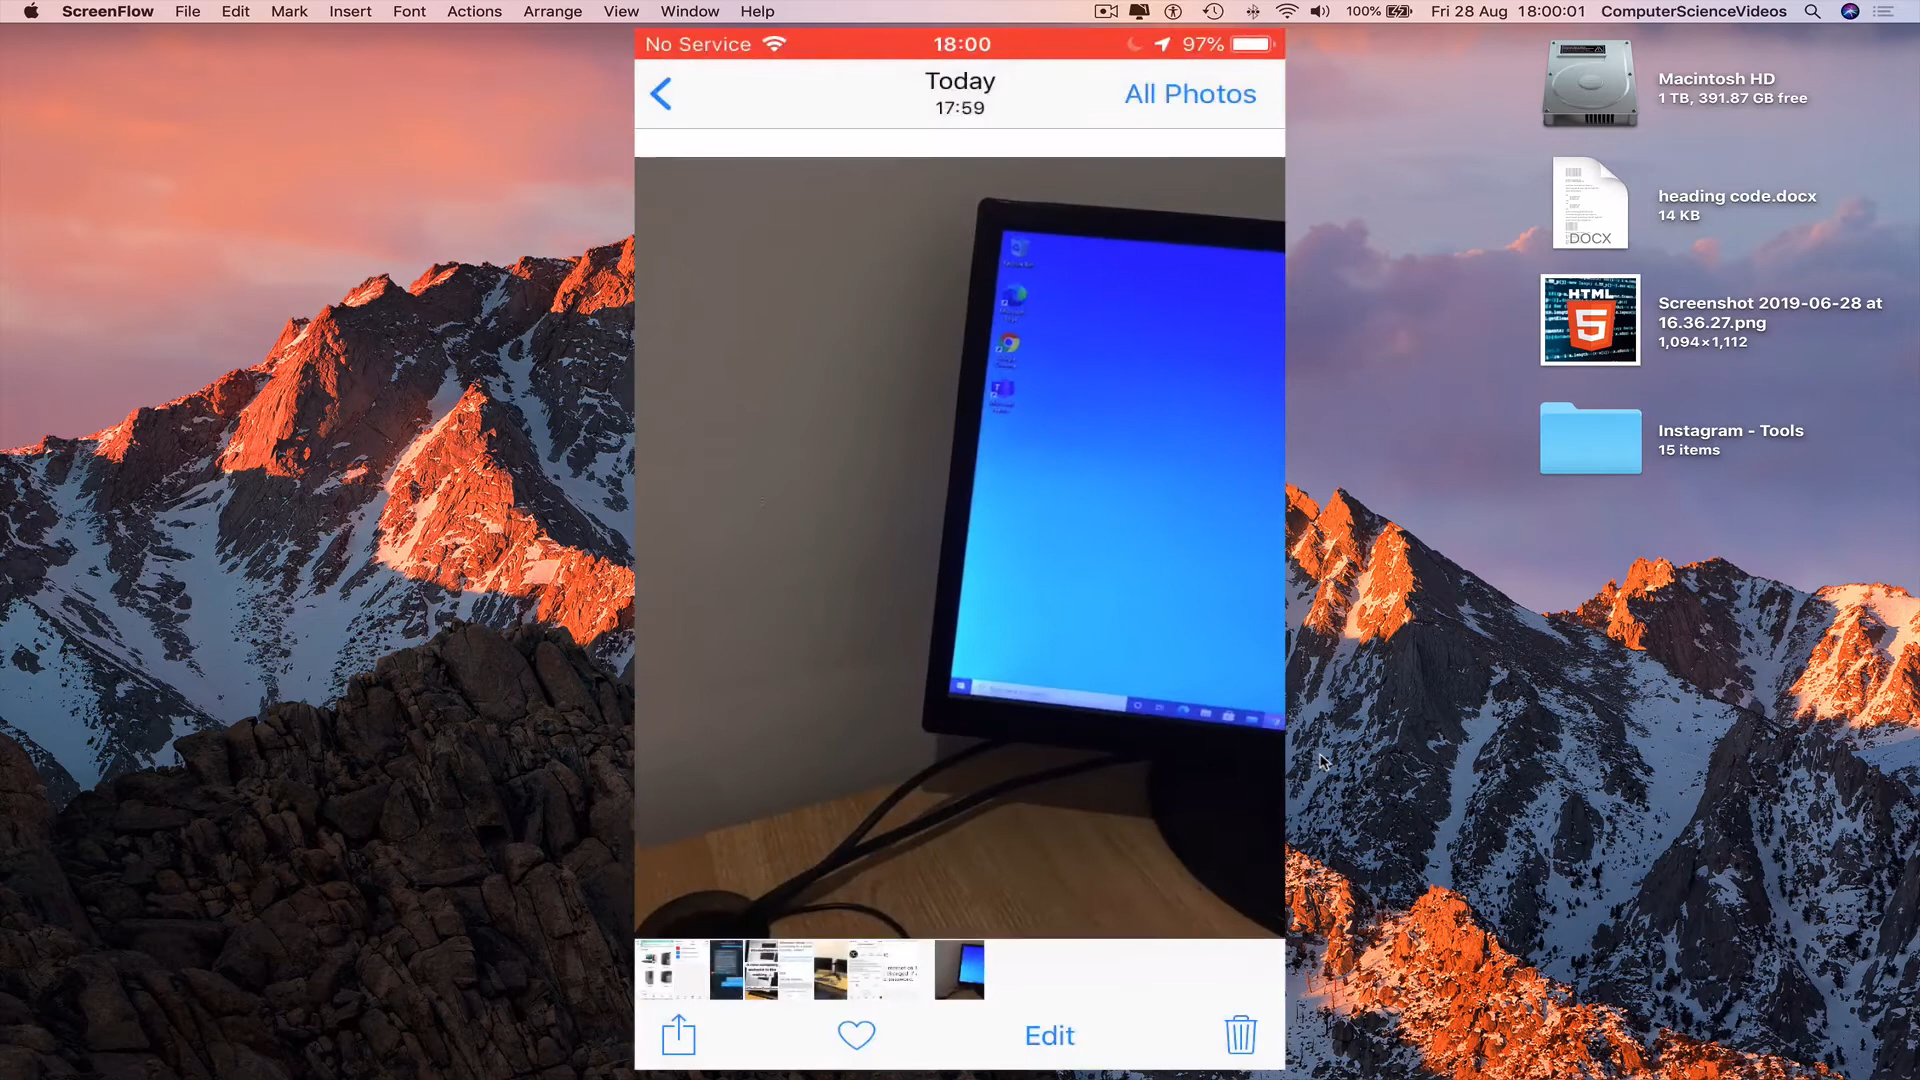 ScreenFlow File Edit Mark Insert Font Actions Arrange View Window Help 100% Fri 28 Aug 18:00:01 ComputerScienceVideos
No Service 18:00 97%
Today
17:59
All Photos
Macintosh HD
1 TB, 391.87 GB free
DOCX
heading code.docx
14 KB
HTML
5
Screenshot 2019-06-28 at
16.36.27.png
1,094×1,112
Instagram - Tools
15 items
Edit